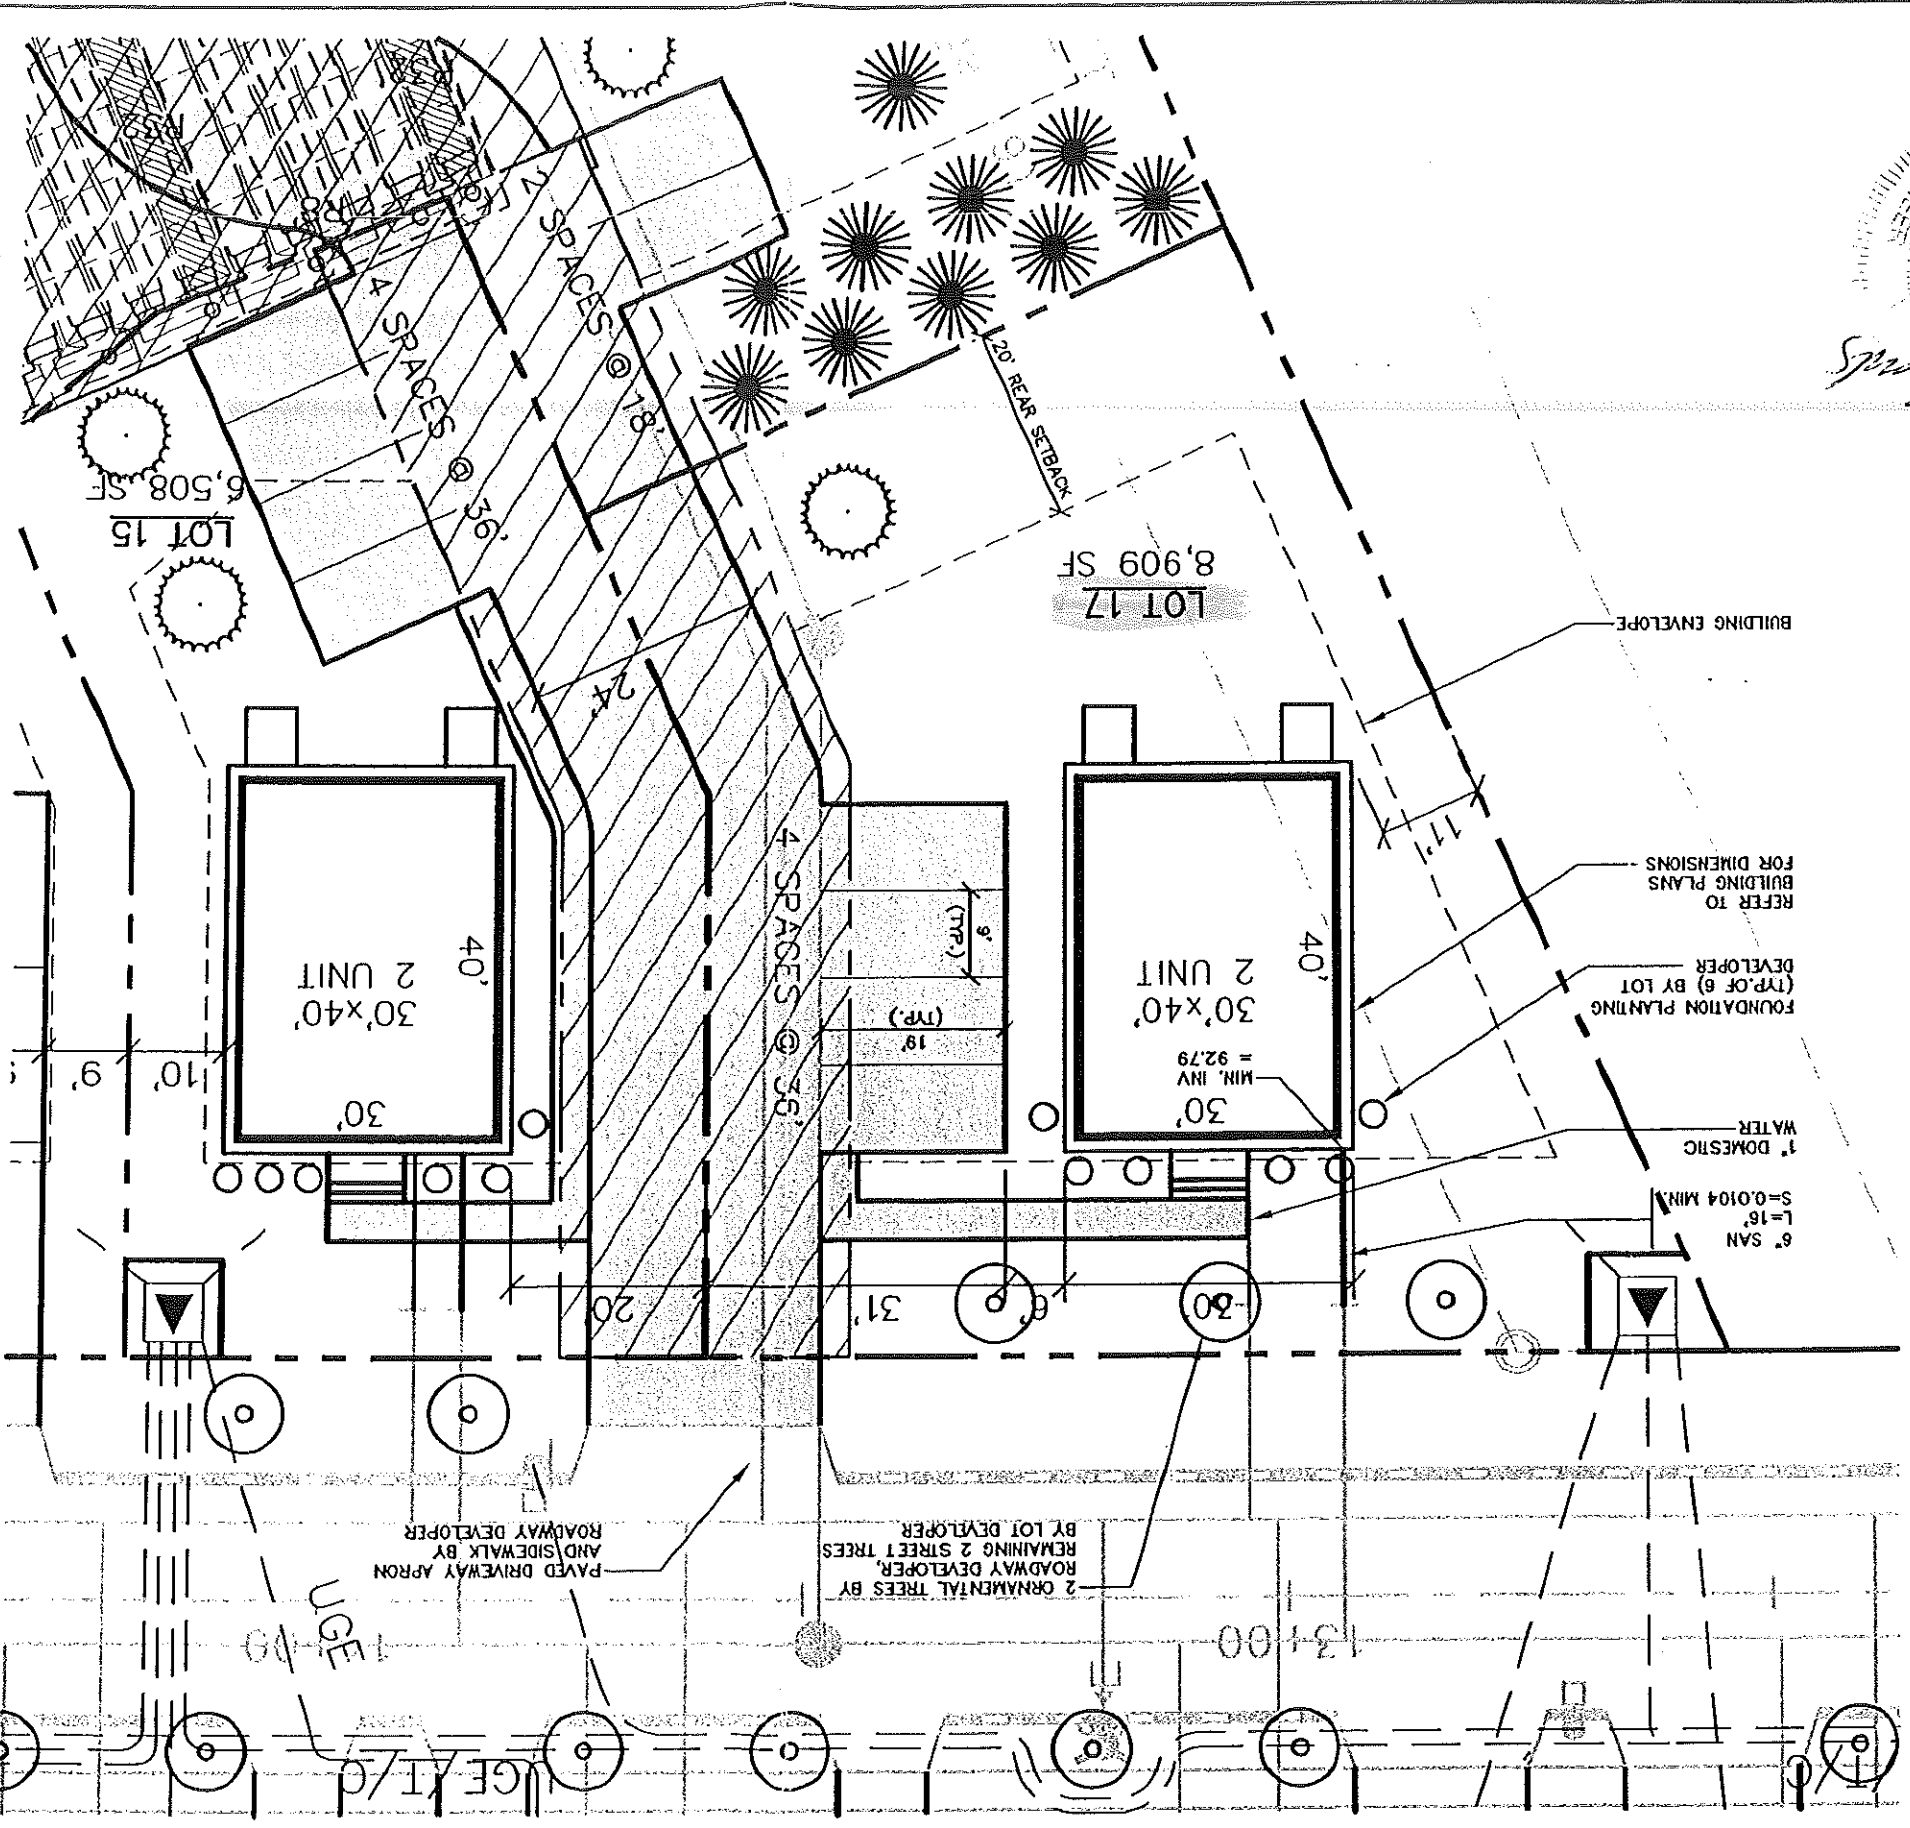 UGE/T/C
13+00
UGE
2 ORNAMENTAL TREES BY
ROADWAY DEVELOPER,
REMAINING 2 STREET TREES
BY LOT DEVELOPER
PAVED DRIVEWAY APRON
AND SIDEWALK BY
ROADWAY DEVELOPER
30'
6'
31'
20'
6" SAN
L=16'
S=0.0104 MIN.
1" DOMESTIC
WATER
FOUNDATION PLANTING
(TYP.OF 6) BY LOT
DEVELOPER
REFER TO
BUILDING PLANS
FOR DIMENSIONS
BUILDING ENVELOPE
11'
30'
MIN. INV
= 92.79
30'x40'
2 UNIT
40'
19'
(TYP.)
9'
(TYP.)
4 SPACES @ 36'
30'
30'x40'
2 UNIT
40'
10'
9'
24'
LOT 17
8,909 SF
LOT 15
6,508 SF
20' REAR SETBACK
2 SPACES @ 18'
4 SPACES @ 36'